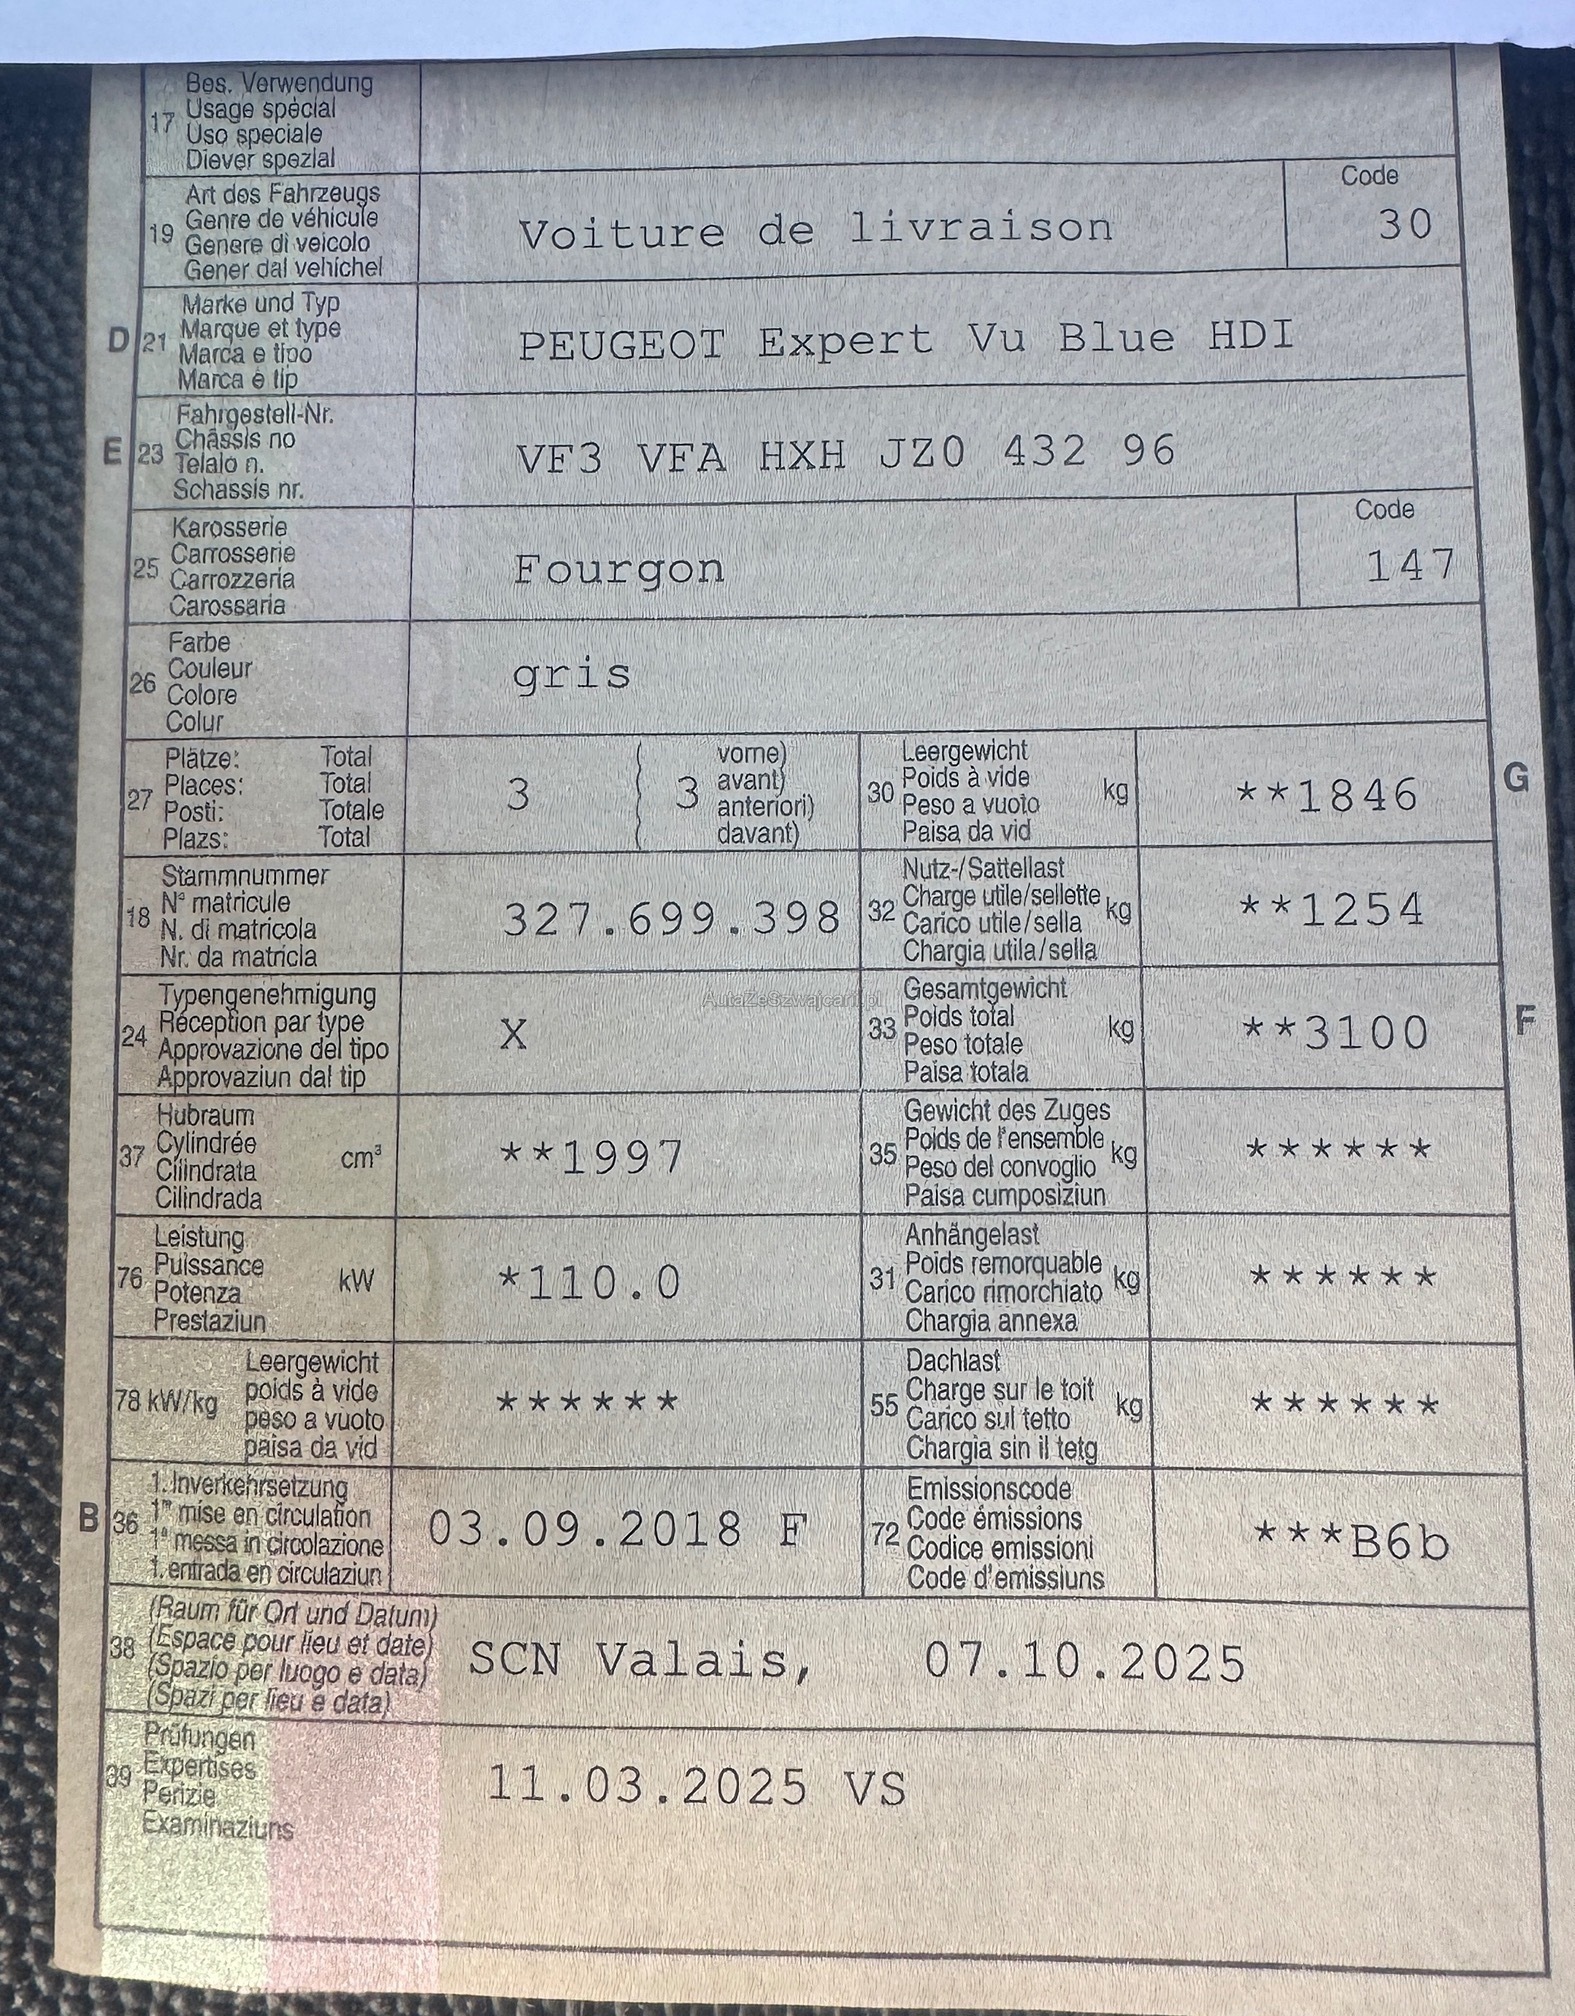 Bes. Verwendung
17 Usage spécial
Uso speciale
Diever spezial
19 Art des Fahrzeugs
Genre de véhicule
Genere di veicolo
Gener dal vehichel
Voiture de livraison
Code
30
D 21 Marke und Typ
Marque et type
Marca e tipo
Marca e tip
PEUGEOT Expert Vu Blue HDI
E 23 Fahrgestell-Nr.
Châssis no
Telaio n.
Schassis nr.
VF3 VFA HXH JZ0 432 96
25 Karosserie
Carrosserie
Carrozzeria
Carossaria
Fourgon
Code
147
26 Farbe
Couleur
Colore
Colur
gris
27 Plätze: Total
Places: Total
Posti: Totale
Plazs: Total
3 3 vorne)
avant)
anteriori)
davant)
30 Leergewicht
Poids à vide kg
Peso a vuoto
Paisa da vid
**1846
G
18 Stammnummer
N° matricule
N. di matricola
Nr. da matricla
327.699.398
32 Nutz-/Sattellast
Charge utile/sellette kg
Carico utile/sella
Chargia utila/sella
**1254
24 Typengenehmigung
Réception par type
Approvazione del tipo
Approvaziun dal tip
X
AutaZeSzwajcarii.pl
33 Gesamtgewicht
Poids total kg
Peso totale
Paisa totala
**3100
F
37 Hubraum
Cylindrée cm³
Cilindrata
Cilindrada
**1997
35 Gewicht des Zuges
Poids de l'ensemble kg
Peso del convoglio
Paisa cumposiziun
******
76 Leistung
Puissance kW
Potenza
Prestaziun
*110.0
31 Anhängelast
Poids remorquable kg
Carico rimorchiato
Chargia annexa
******
78 kW/kg Leergewicht
poids à vide
peso a vuoto
paisa da vid
******
55 Dachlast
Charge sur le toit kg
Carico sul tetto
Chargia sin il tetg
******
B 36 1. Inverkehrsetzung
1re mise en circulation
1a messa in circolazione
1. entrada en circulaziun
03.09.2018 F
72 Emissionscode
Code émissions
Codice emissioni
Code d'emissiuns
***B6b
38 (Raum für Ort und Datum)
(Espace pour lieu et date)
(Spazio per luogo e data)
(Spazi per lieu e data)
SCN Valais, 07.10.2025
39 Prüfungen
Expertises
Perizie
Examinaziuns
11.03.2025 VS